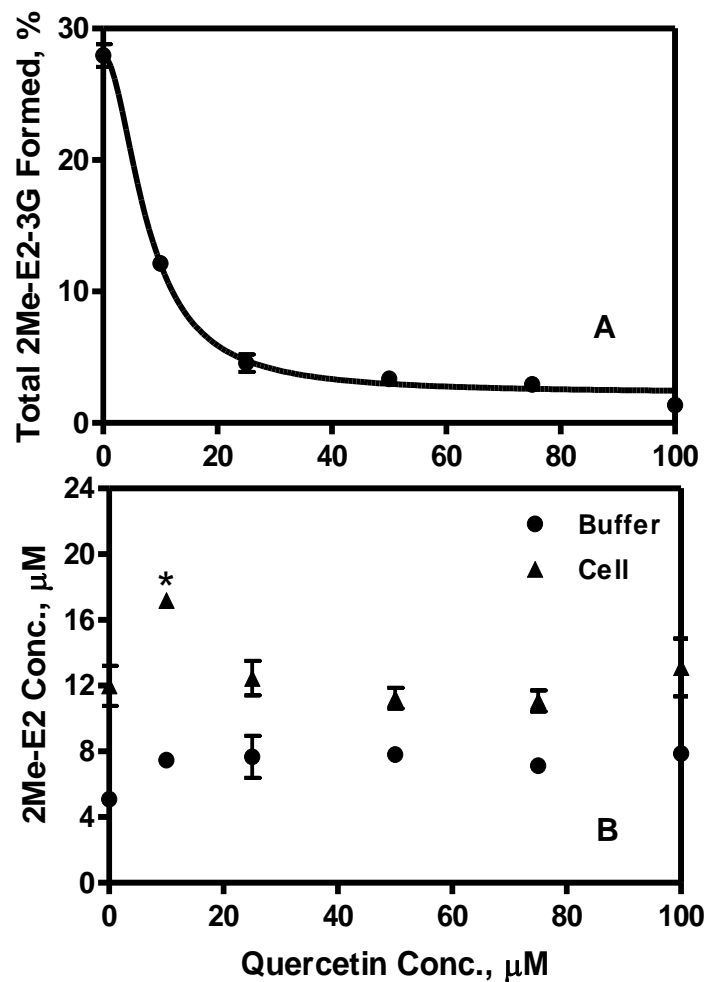 Total 2Me-E2-3G Formed, %
30
20
10
0
A
0 20 40 60 80 100
2Me-E2 Conc., μM
24
20
16
12
8
4
0
Buffer
Cell
*
B
0 20 40 60 80 100
Quercetin Conc., μM